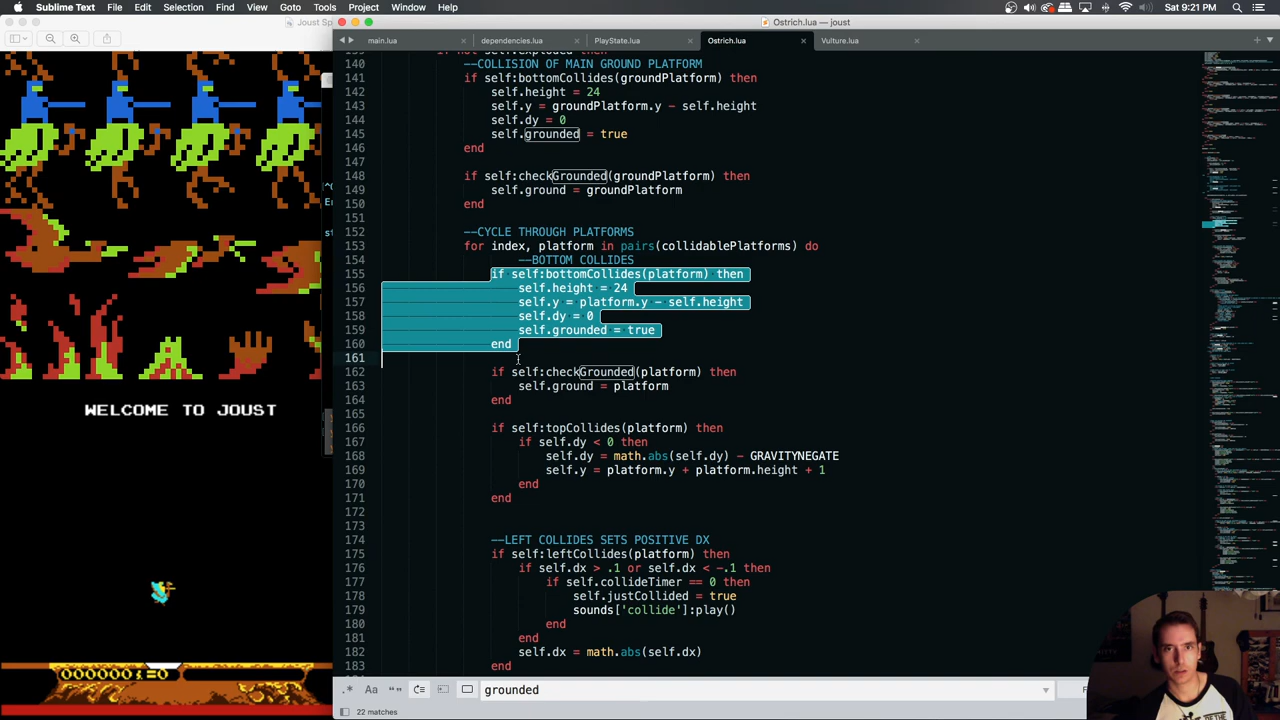 Sublime Text File Edit Selection Find View Goto Tools Project Window Help
Sat 9:21 PM
Joust Sp
Ostrich.lua — joust
main.lua
dependencies.lua
PlayState.lua
Ostrich.lua
Vulture.lua
140 --COLLISION OF MAIN GROUND PLATFORM
141 if self:bottomCollides(groundPlatform) then
142 self.height = 24
143 self.y = groundPlatform.y - self.height
144 self.dy = 0
145 self.grounded = true
146 end
147
148 if self:checkGrounded(groundPlatform) then
149 self.ground = groundPlatform
150 end
151
152 --CYCLE THROUGH PLATFORMS
153 for index, platform in pairs(collidablePlatforms) do
154 --BOTTOM COLLIDES
155 if self:bottomCollides(platform) then
156 self.height = 24
157 self.y = platform.y - self.height
158 self.dy = 0
159 self.grounded = true
160 end
161
162 if self:checkGrounded(platform) then
163 self.ground = platform
164 end
165
166 if self:topCollides(platform) then
167 if self.dy < 0 then
168 self.dy = math.abs(self.dy) - GRAVITYNEGATE
169 self.y = platform.y + platform.height + 1
170 end
171 end
172
173
174 --LEFT COLLIDES SETS POSITIVE DX
175 if self:leftCollides(platform) then
176 if self.dx > .1 or self.dx < -.1 then
177 if self.collideTimer == 0 then
178 self.justCollided = true
179 sounds['collide']:play()
180 end
181 end
182 self.dx = math.abs(self.dx)
183 end
WELCOME TO JOUST
grounded
22 matches